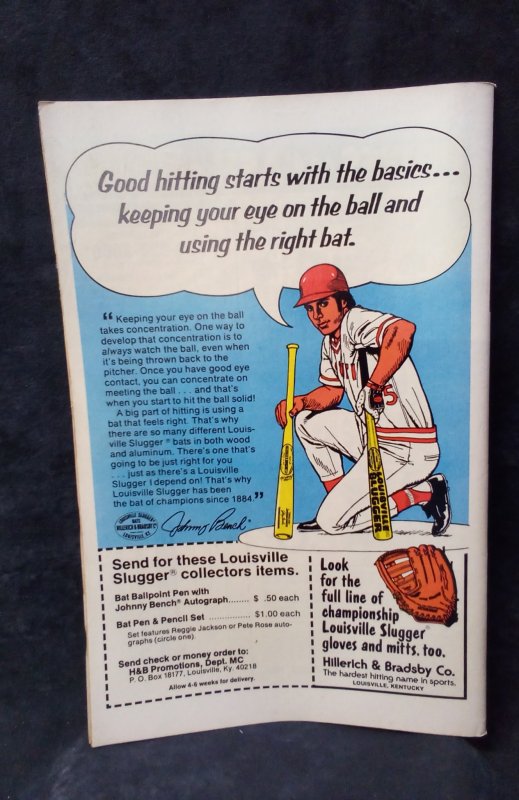 Good hitting starts with the basics...
keeping your eye on the ball and
using the right bat.
“ Keeping your eye on the ball
takes concentration. One way to
develop that concentration is to
always watch the ball, even when
it's being thrown back to the
pitcher. Once you have good eye
contact, you can concentrate on
meeting the ball . . . and that's
when you start to hit the ball solid!
A big part of hitting is using a
bat that feels right. That's why
there are so many different Louis-
ville Slugger® bats in both wood
and aluminum. There's one that's
going to be just right for you
. . . just as there's a Louisville
Slugger I depend on! That's why
Louisville Slugger has been
the bat of champions since 1884.”
LOUISVILLE SLUGGER®
BATS
HILLERICH & BRADSBY Co
LOUISVILLE, KY.
Johnny Bench
5
LOUISVILLE
SLUGGER
Send for these Louisville
Slugger® collectors items.
Bat Ballpoint Pen with
Johnny Bench® Autograph........ $ .50 each
Bat Pen & Pencil Set ................ $1.00 each
Set features Reggie Jackson or Pete Rose auto-
graphs (circle one)
Send check or money order to:
H&B Promotions, Dept. MC
P. O. Box 18177, Louisville, Ky. 40218
Allow 4-6 weeks for delivery.
Look
for the
full line of
championship
Louisville Slugger®
gloves and mitts, too.
Hillerich & Bradsby Co.
The hardest hitting name in sports.
LOUISVILLE, KENTUCKY